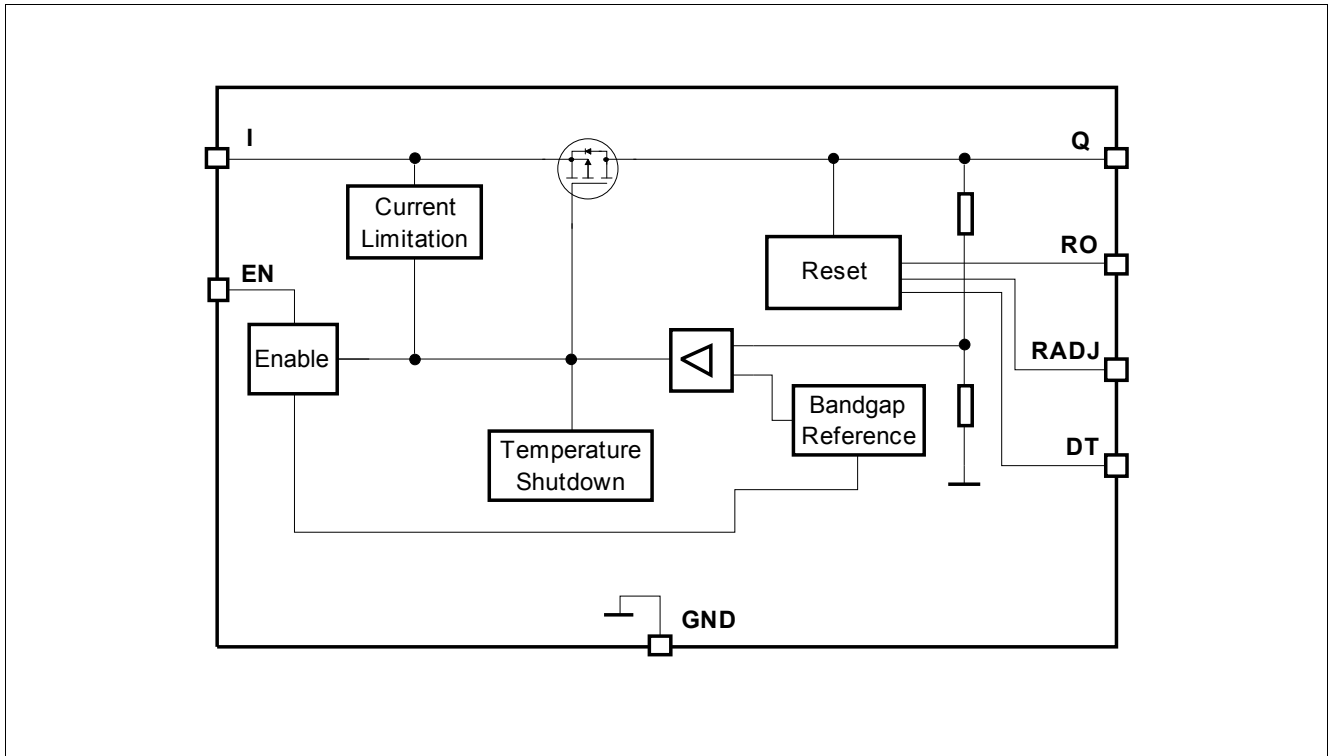 I
Q
Current
Limitation
RO
Reset
EN
Enable
RADJ
Bandgap
Reference
DT
Temperature
Shutdown
GND